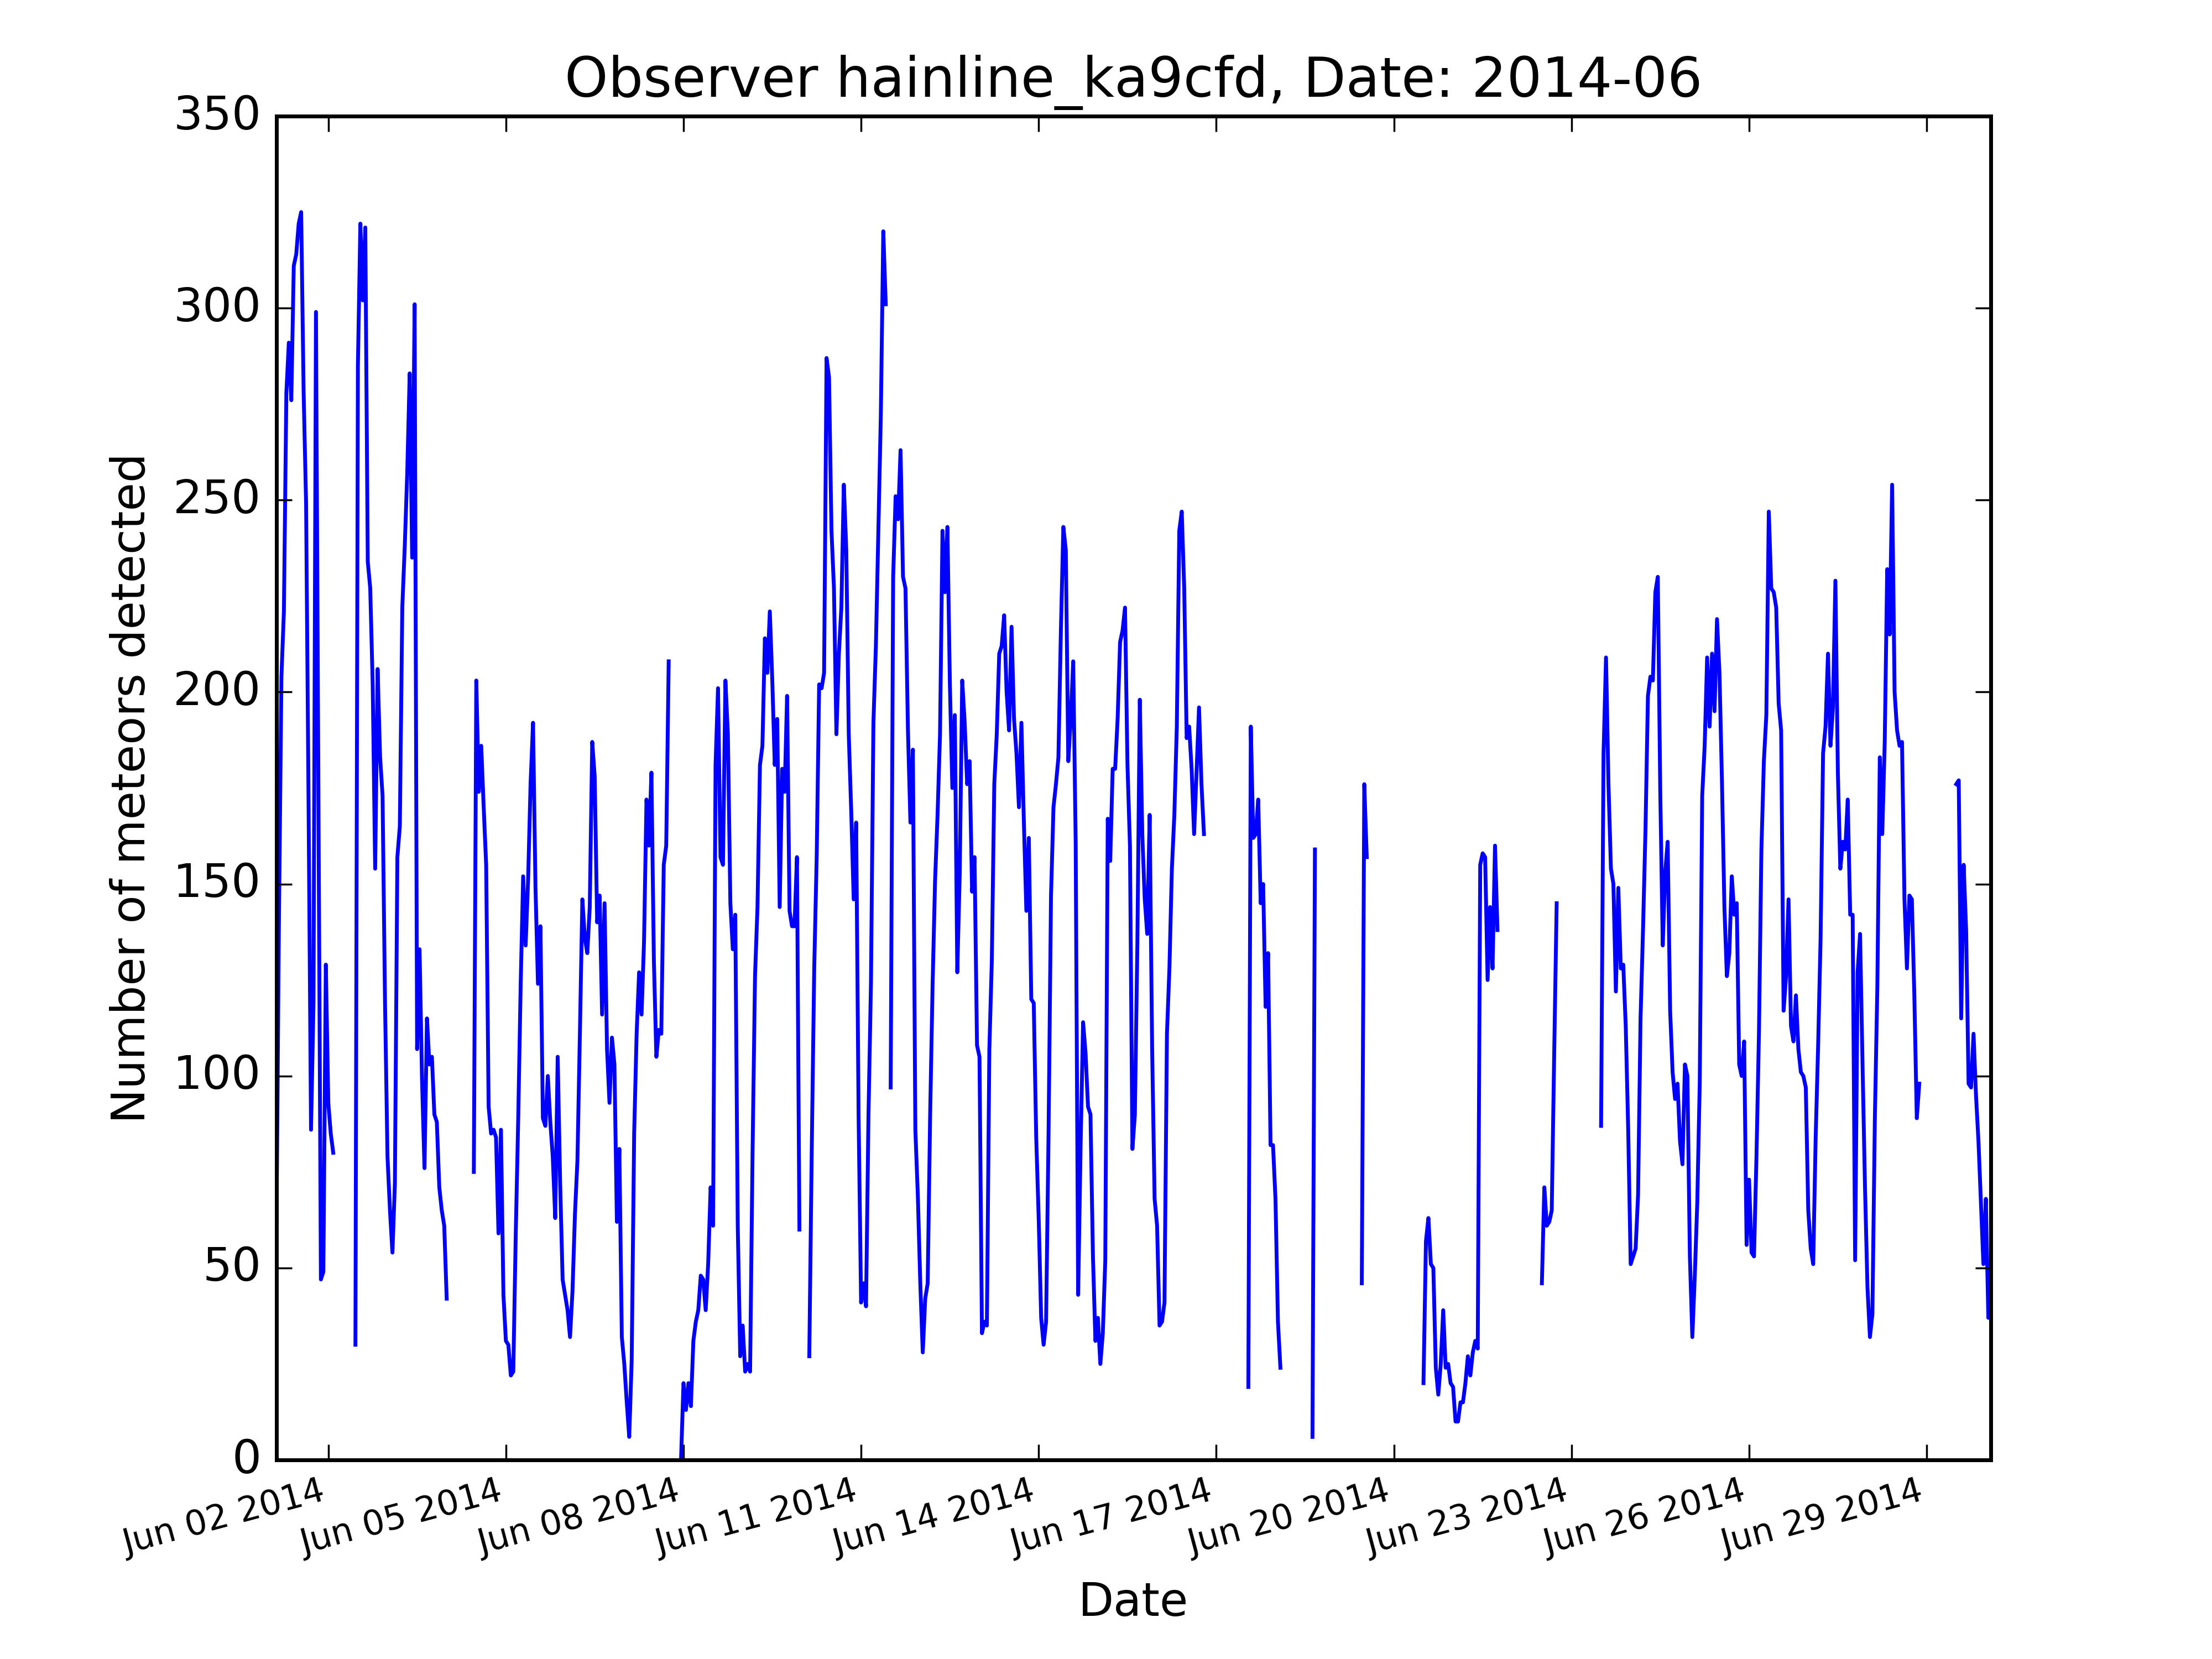 Observer hainline_ka9cfd, Date: 2014-06
350
300
250
200
150
100
50
0
Number of meteors detected
Jun 02 2014
Jun 05 2014
Jun 08 2014
Jun 11 2014
Jun 14 2014
Jun 17 2014
Jun 20 2014
Jun 23 2014
Jun 26 2014
Jun 29 2014
Date